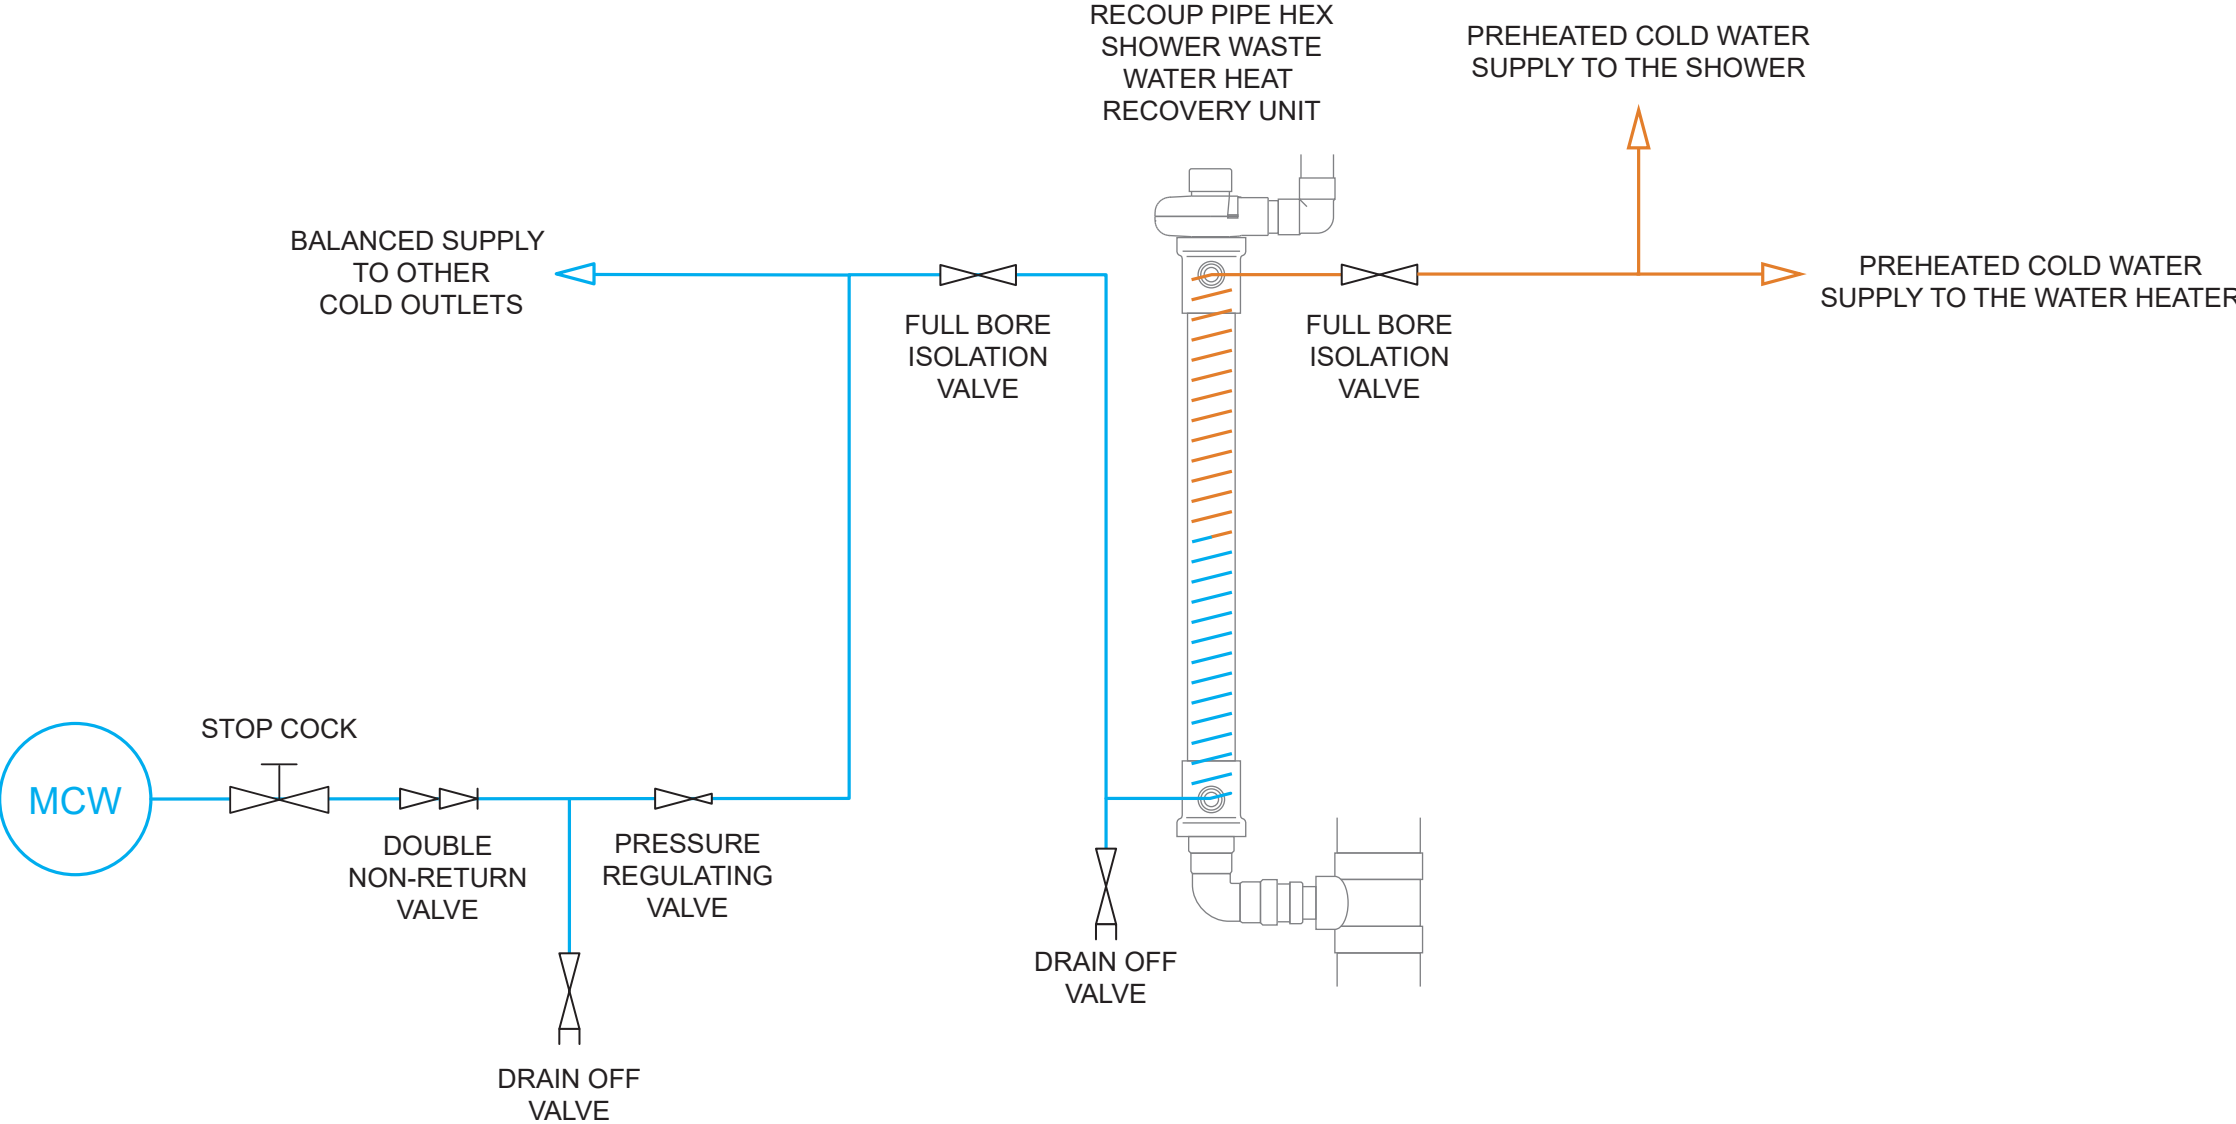 RECOUP PIPE HEX
SHOWER WASTE
WATER HEAT
RECOVERY UNIT
PREHEATED COLD WATER
SUPPLY TO THE SHOWER
BALANCED SUPPLY
TO OTHER
COLD OUTLETS
FULL BORE
ISOLATION
VALVE
FULL BORE
ISOLATION
VALVE
PREHEATED COLD WATER
SUPPLY TO THE WATER HEATER
MCW
STOP COCK
DOUBLE
NON-RETURN
VALVE
PRESSURE
REGULATING
VALVE
DRAIN OFF
VALVE
DRAIN OFF
VALVE